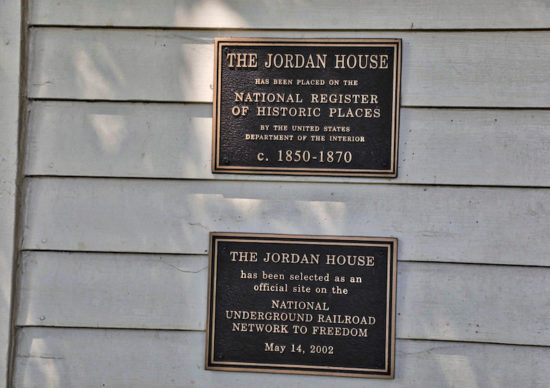 THE JORDAN HOUSE
HAS BEEN PLACED ON THE
NATIONAL REGISTER
OF HISTORIC PLACES
BY THE UNITED STATES
DEPARTMENT OF THE INTERIOR
c. 1850-1870
THE JORDAN HOUSE
has been selected as an
official site on the
NATIONAL
UNDERGROUND RAILROAD
NETWORK TO FREEDOM
May 14, 2002